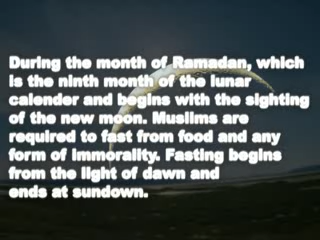 During the month of Ramadan, which
is the ninth month of the lunar
calender and begins with the sighting
of the new moon. Muslims are
required to fast from food and any
form of immorality. Fasting begins
from the light of dawn and
ends at sundown.